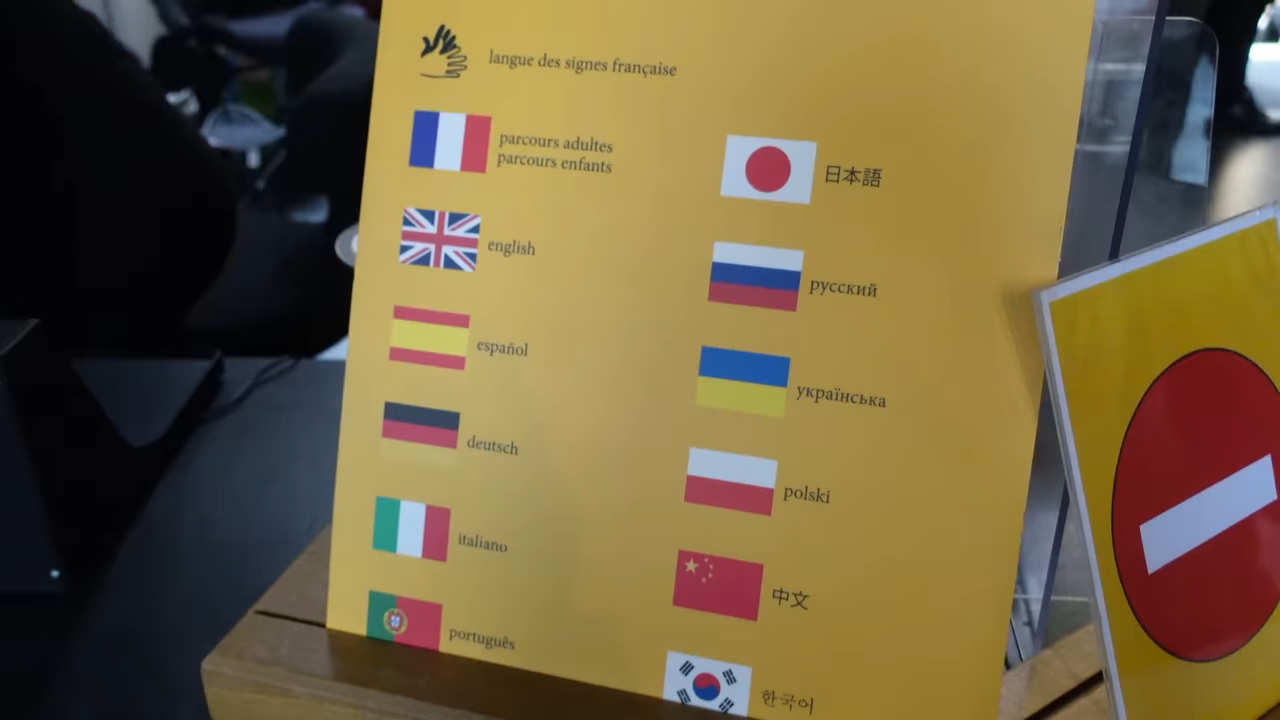 langue des signes française
parcours adultes
parcours enfants
english
español
deutsch
italiano
português
日本語
русский
українська
polski
中文
한국어